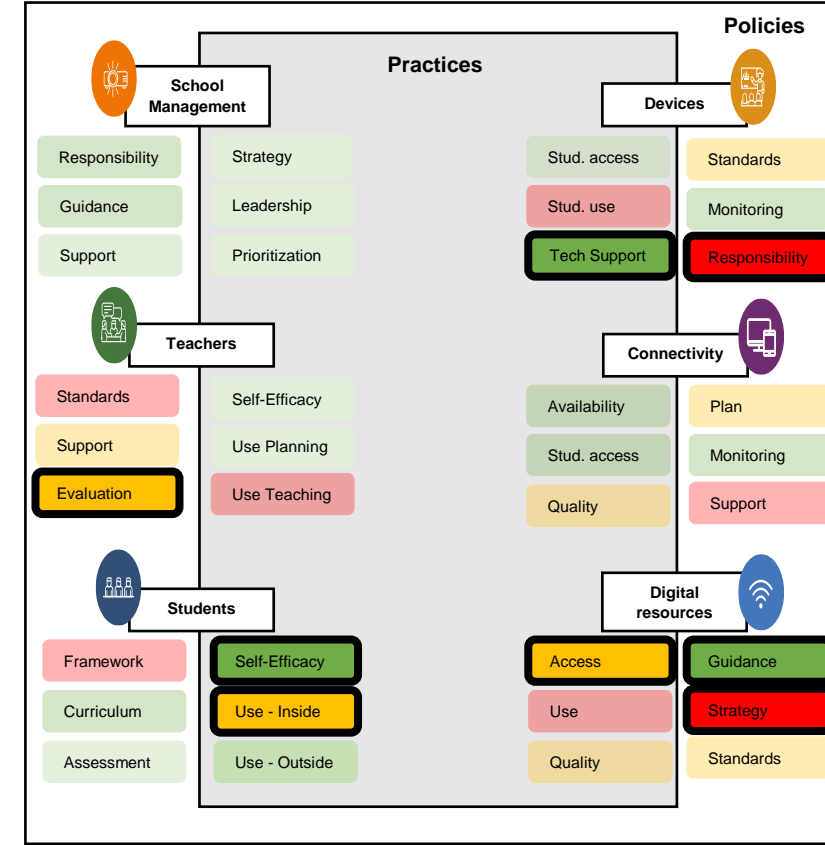 Policies
Practices
School
Management
Responsibility
Guidance
Support
Strategy
Leadership
Prioritization
Devices
Stud. access
Stud. use
Tech Support
Standards
Monitoring
Responsibility
Teachers
Standards
Support
Evaluation
Self-Efficacy
Use Planning
Use Teaching
Connectivity
Availability
Stud. access
Quality
Plan
Monitoring
Support
Students
Framework
Curriculum
Assessment
Self-Efficacy
Use - Inside
Use - Outside
Digital
resources
Access
Use
Quality
Guidance
Strategy
Standards